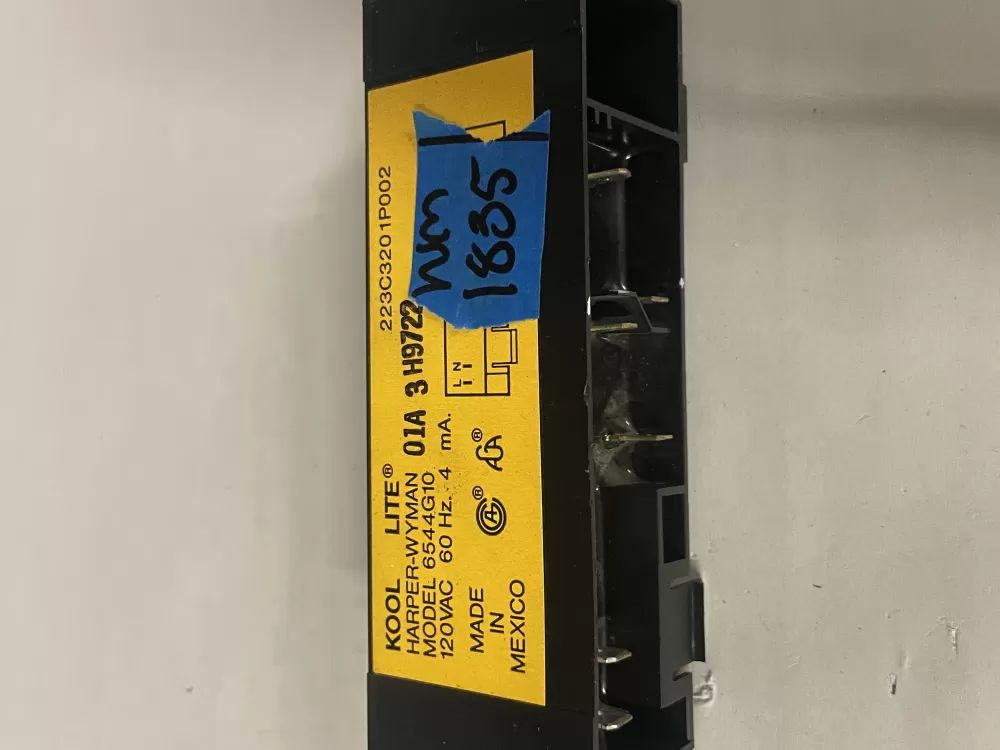 KOOL LITE®
HARPER-WYMAN 01A 3 H9722
MODEL 6544G10
120VAC 60 Hz. 4 mA.
223C3201P002
MADE
IN
MEXICO
L N
1835